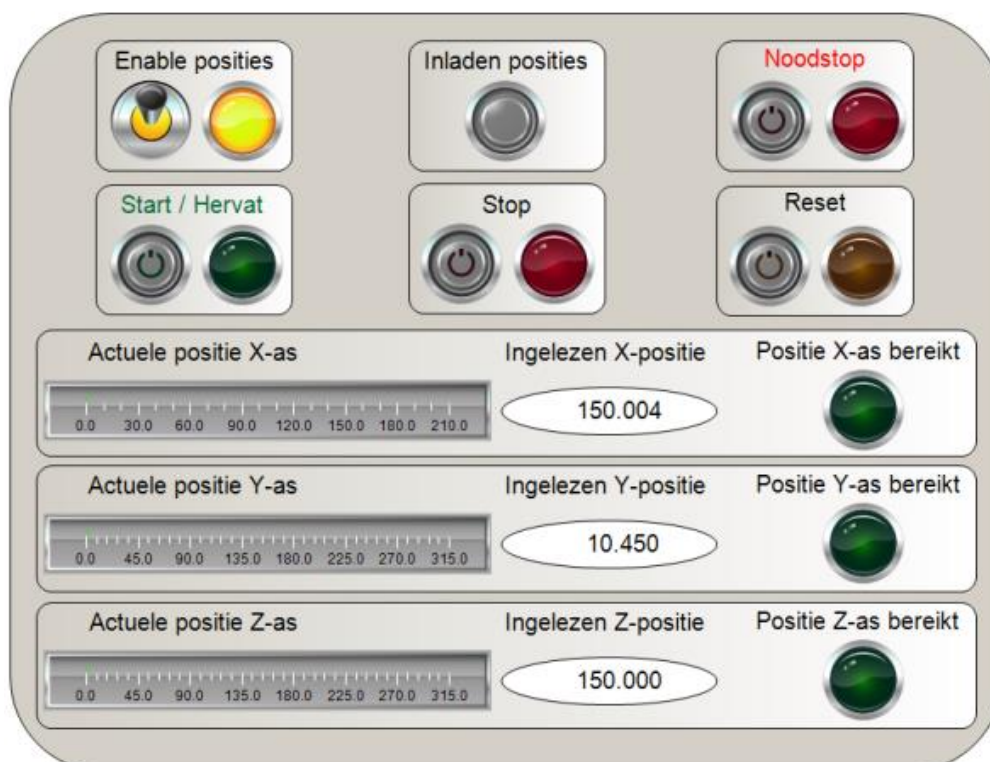 Enable posities
Inladen posities
Noodstop
Start / Hervat
Stop
Reset
Actuele positie X-as
Ingelezen X-positie
Positie X-as bereikt
0.0 30.0 60.0 90.0 120.0 150.0 180.0 210.0
150.004
Actuele positie Y-as
Ingelezen Y-positie
Positie Y-as bereikt
0.0 45.0 90.0 135.0 180.0 225.0 270.0 315.0
10.450
Actuele positie Z-as
Ingelezen Z-positie
Positie Z-as bereikt
0.0 45.0 90.0 135.0 180.0 225.0 270.0 315.0
150.000